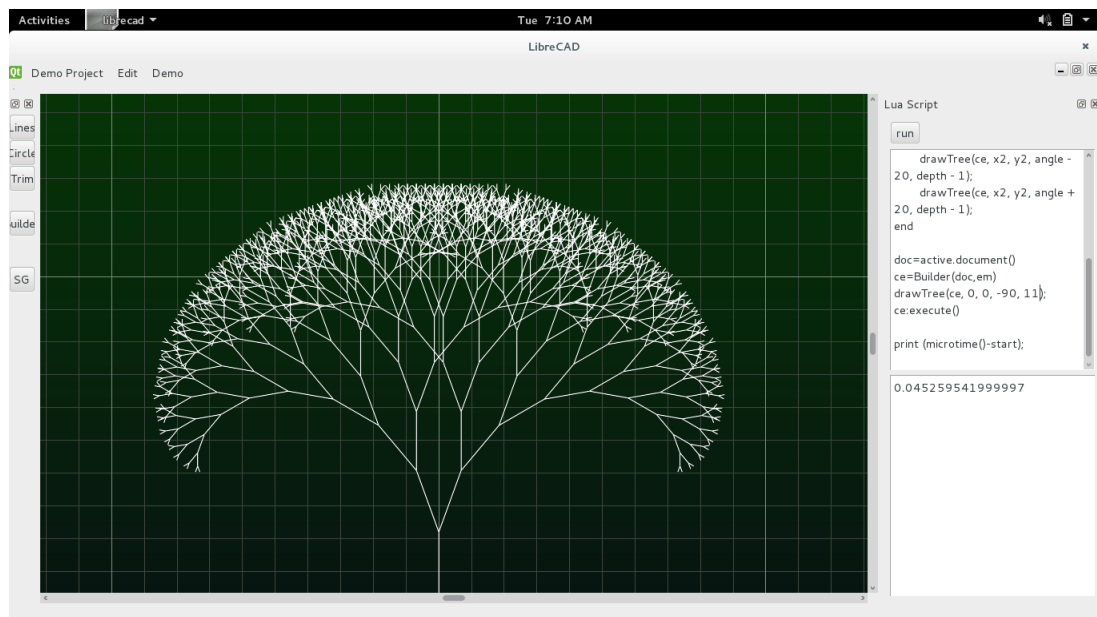 Activities librecad Tue 7:10 AM
LibreCAD
Qt Demo Project Edit Demo
Lines
Circle
Trim
uilde
SG
Lua Script
run
drawTree(ce, x2, y2, angle -
20, depth - 1);
drawTree(ce, x2, y2, angle +
20, depth - 1);
end
doc=active.document()
ce=Builder(doc,em)
drawTree(ce, 0, 0, -90, 11);
ce:execute()
print (microtime()-start);
0.045259541999997